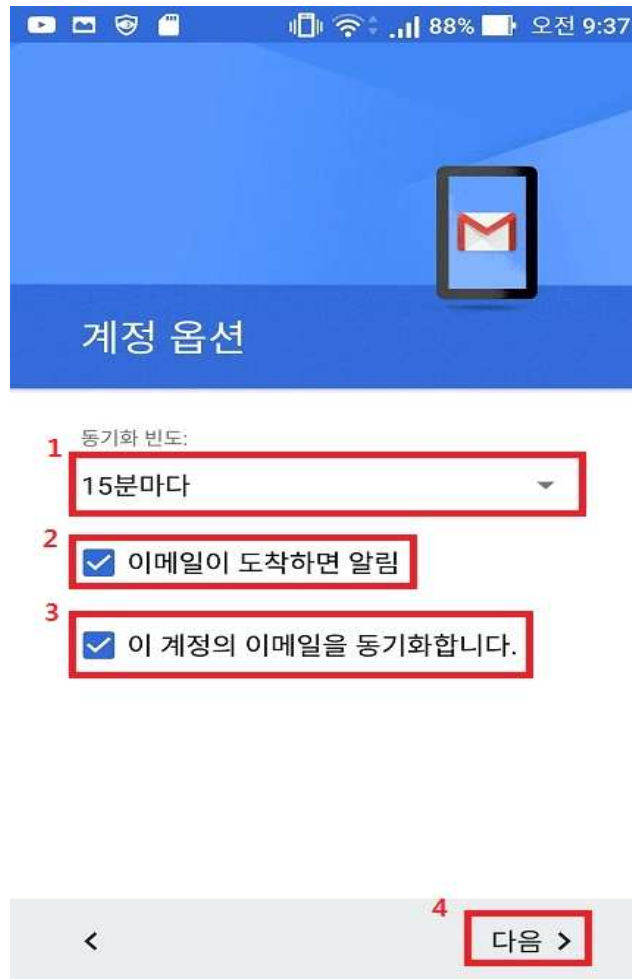 88% 오전 9:37
계정 옵션
동기화 빈도:
1
15분마다
2
이메일이 도착하면 알림
3
이 계정의 이메일을 동기화합니다.
4
다음